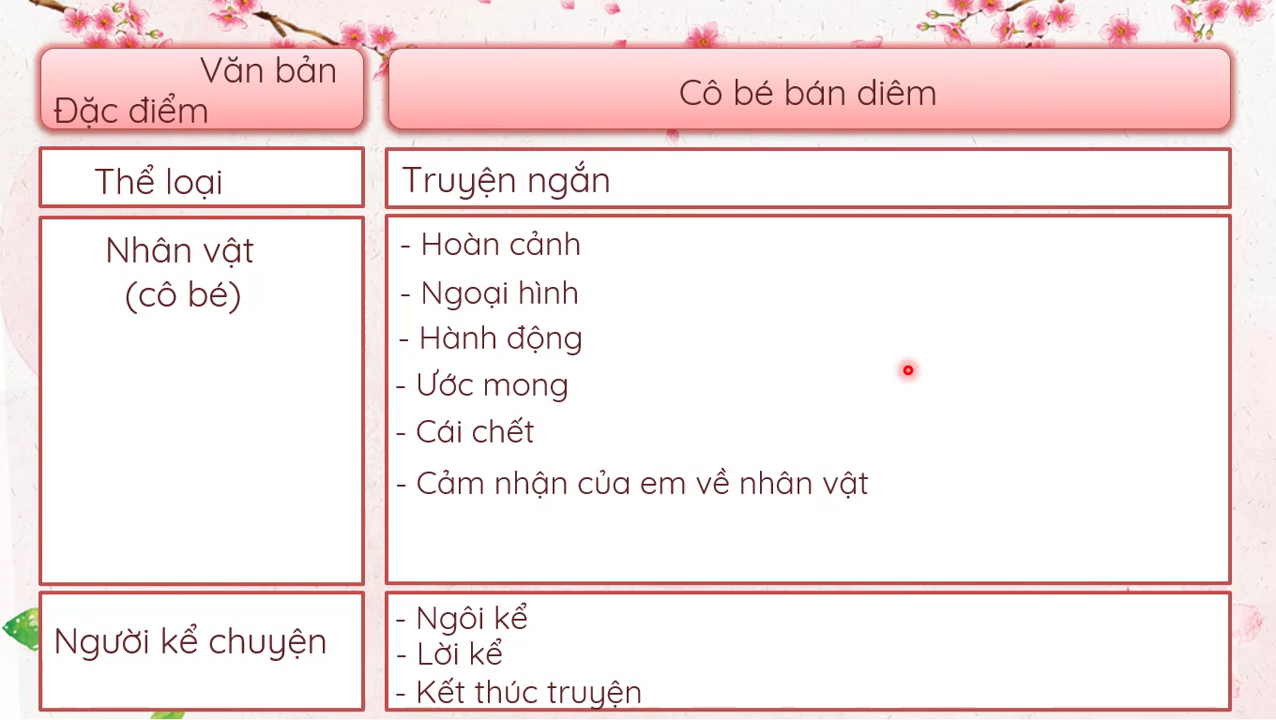 Văn bản
Đặc điểm
Cô bé bán diêm
Thể loại
Truyện ngắn
Nhân vật
(cô bé)
- Hoàn cảnh
- Ngoại hình
- Hành động
- Ước mong
- Cái chết
- Cảm nhận của em về nhân vật
Người kể chuyện
- Ngôi kể
- Lời kể
- Kết thúc truyện